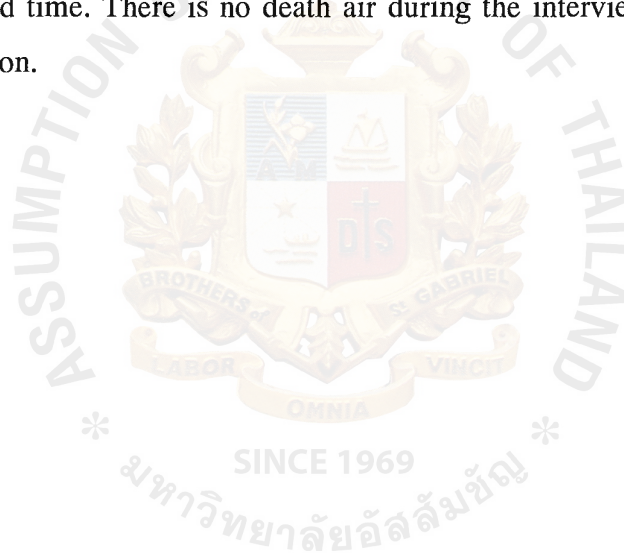 d time. There is no death air during the intervie
on.
ASSUMPTION OF THAILAND
A M
D S
BROTHERS of St GABRIEL
LABOR OMNIA VINCIT
* SINCE 1969 *
มหาวิทยาลัยอัสสัมชัญ